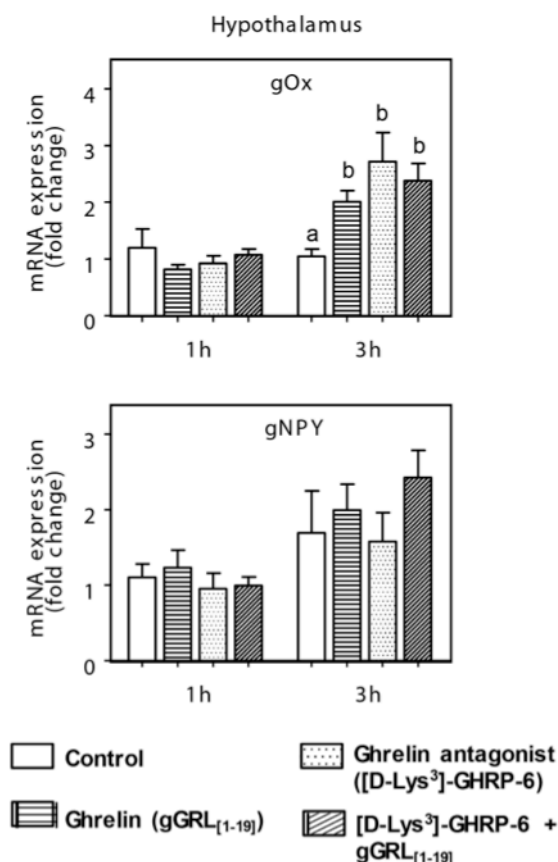 Hypothalamus
gOx
mRNA expression
(fold change)
4
3
2
1
0
a
b
b
b
1h
3h
gNPY
mRNA expression
(fold change)
3
2
1
0
1h
3h
Control
Ghrelin (gGRL[1-19])
Ghrelin antagonist
([D-Lys³]-GHRP-6)
[D-Lys³]-GHRP-6 +
gGRL[1-19]